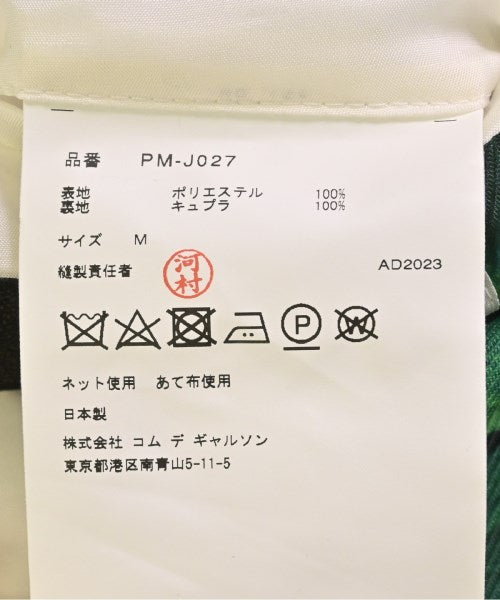 品番 PM-J027
表地 ポリエステル 100%
裏地 キュプラ 100%
サイズ M
縫製責任者 河村 AD2023
P W
ネット使用 あて布使用
日本製
株式会社 コム デ ギャルソン
東京都港区南青山5-11-5